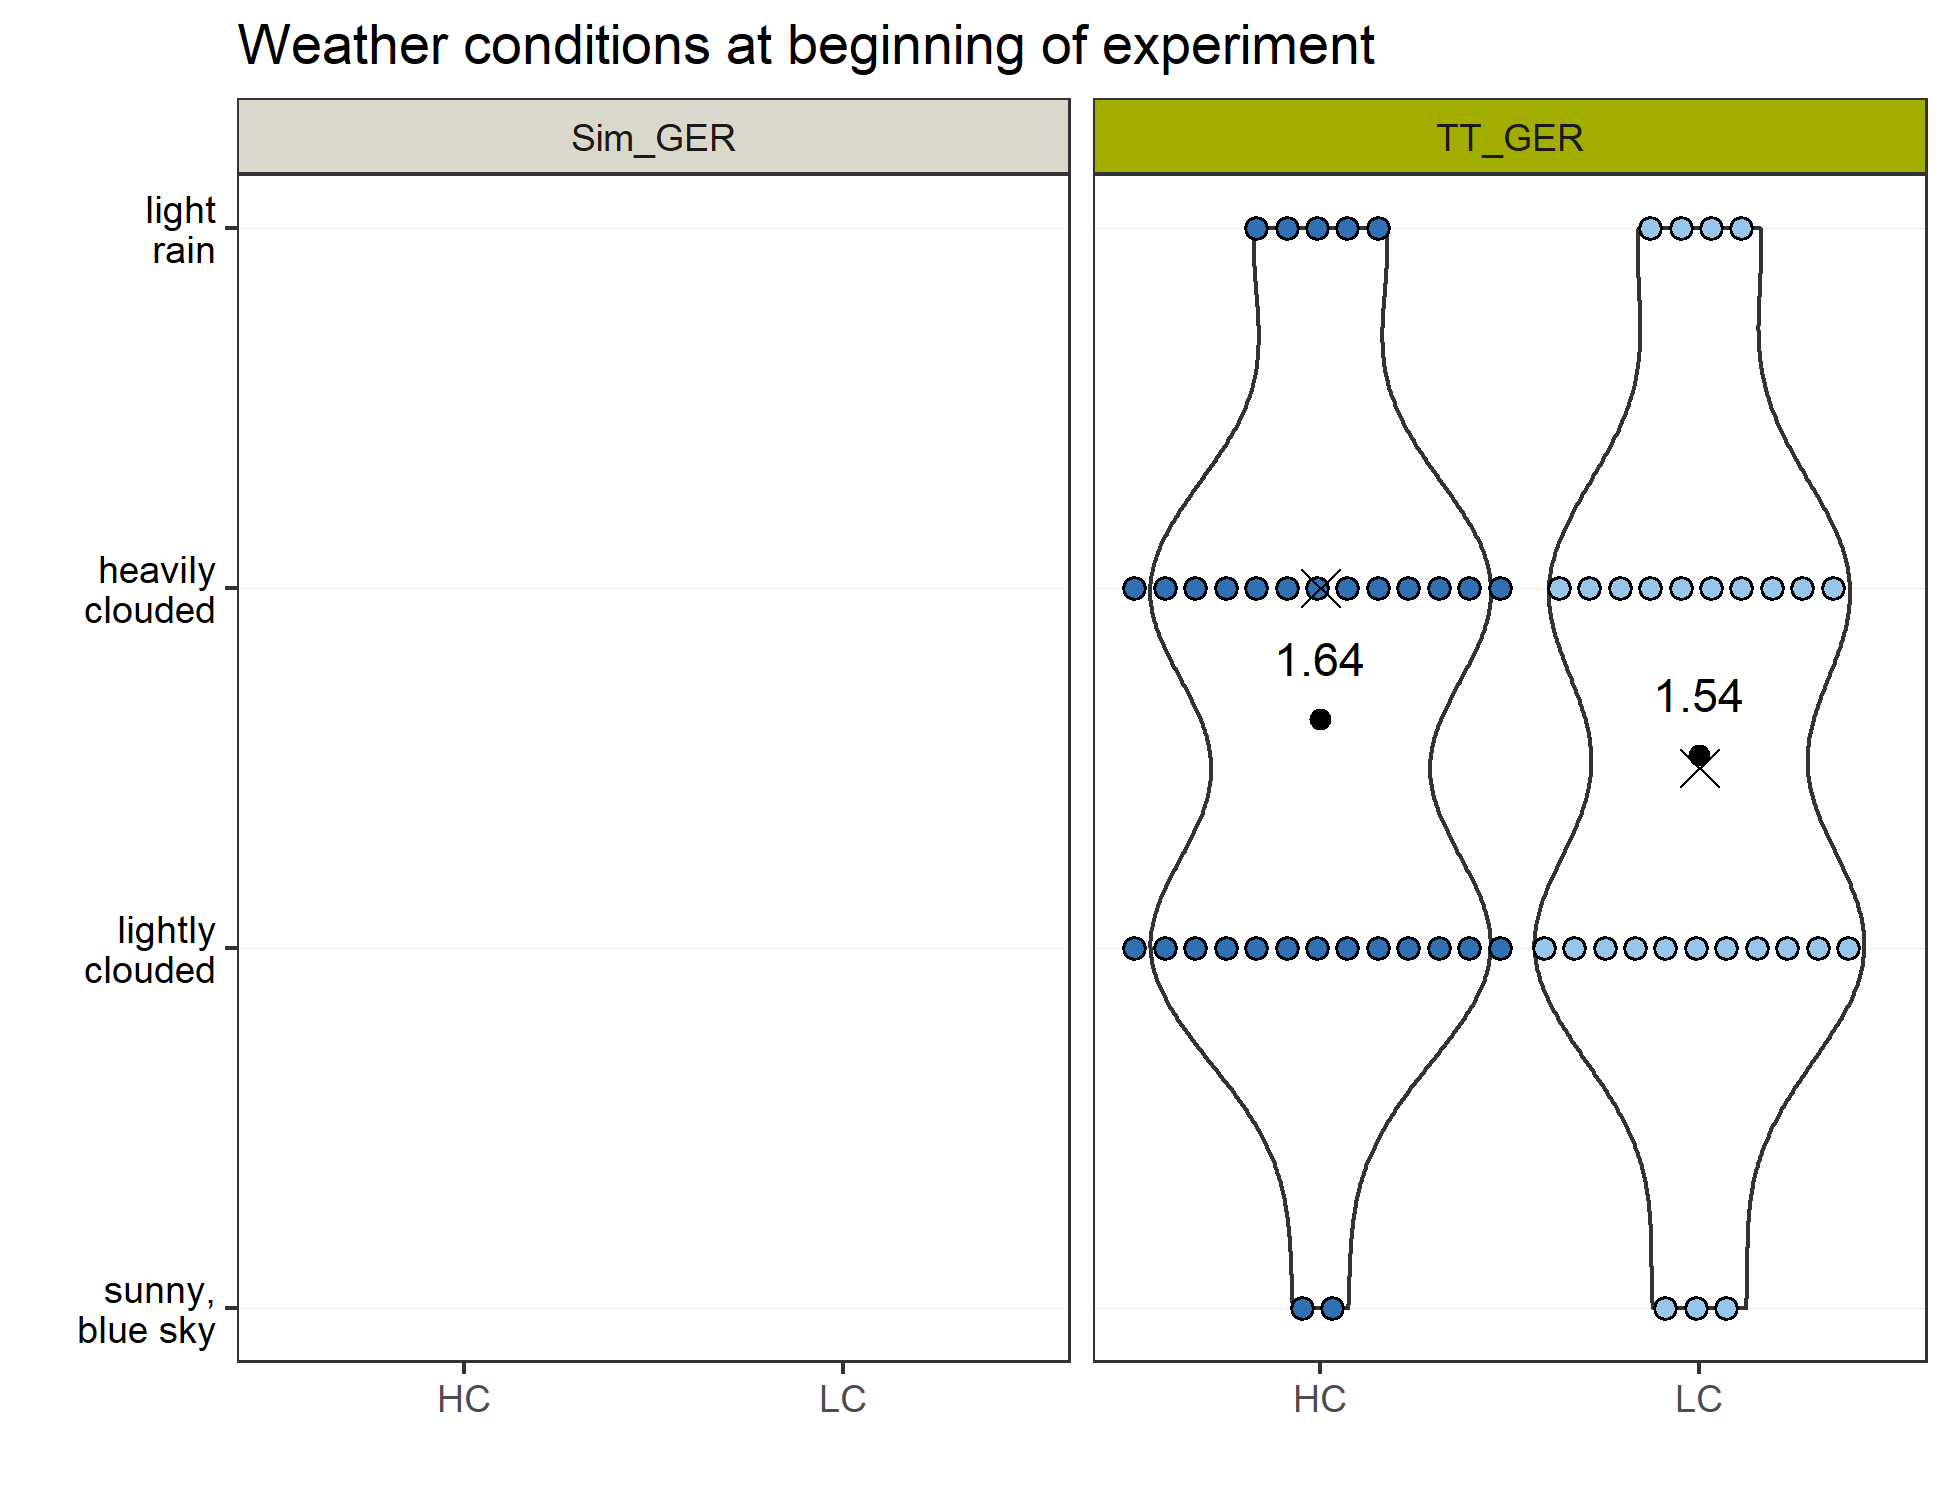 Weather conditions at beginning of experiment
Sim_GER
TT_GER
light
rain
heavily
clouded
lightly
clouded
sunny,
blue sky
1.64
1.54
HC
LC
HC
LC